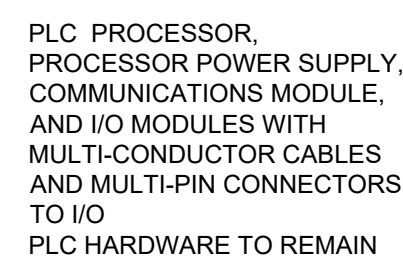 PLC PROCESSOR,
PROCESSOR POWER SUPPLY,
COMMUNICATIONS MODULE,
AND I/O MODULES WITH
MULTI-CONDUCTOR CABLES
AND MULTI-PIN CONNECTORS
TO I/O
PLC HARDWARE TO REMAIN